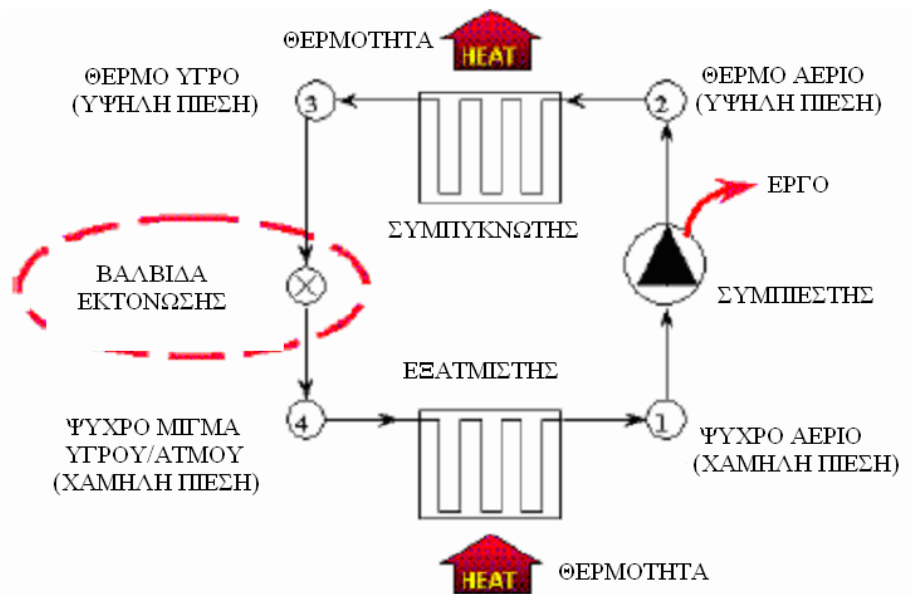 ΘΕΡΜΟΤΗΤΑ
HEAT
ΘΕΡΜΟ ΥΓΡΟ
(ΥΨΗΛΗ ΠΙΕΣΗ)
3
2
ΘΕΡΜΟ ΑΕΡΙΟ
(ΥΨΗΛΗ ΠΙΕΣΗ)
ΕΡΓΟ
ΣΥΜΠΥΚΝΩΤΗΣ
ΒΑΛΒΙΔΑ
ΕΚΤΟΝΩΣΗΣ
ΣΥΜΠΙΕΣΤΗΣ
ΕΞΑΤΜΙΣΤΗΣ
ΨΥΧΡΟ ΜΙΓΜΑ
ΥΓΡΟΥ/ΑΤΜΟΥ
(ΧΑΜΗΛΗ ΠΙΕΣΗ)
4
1
ΨΥΧΡΟ ΑΕΡΙΟ
(ΧΑΜΗΛΗ ΠΙΕΣΗ)
HEAT
ΘΕΡΜΟΤΗΤΑ